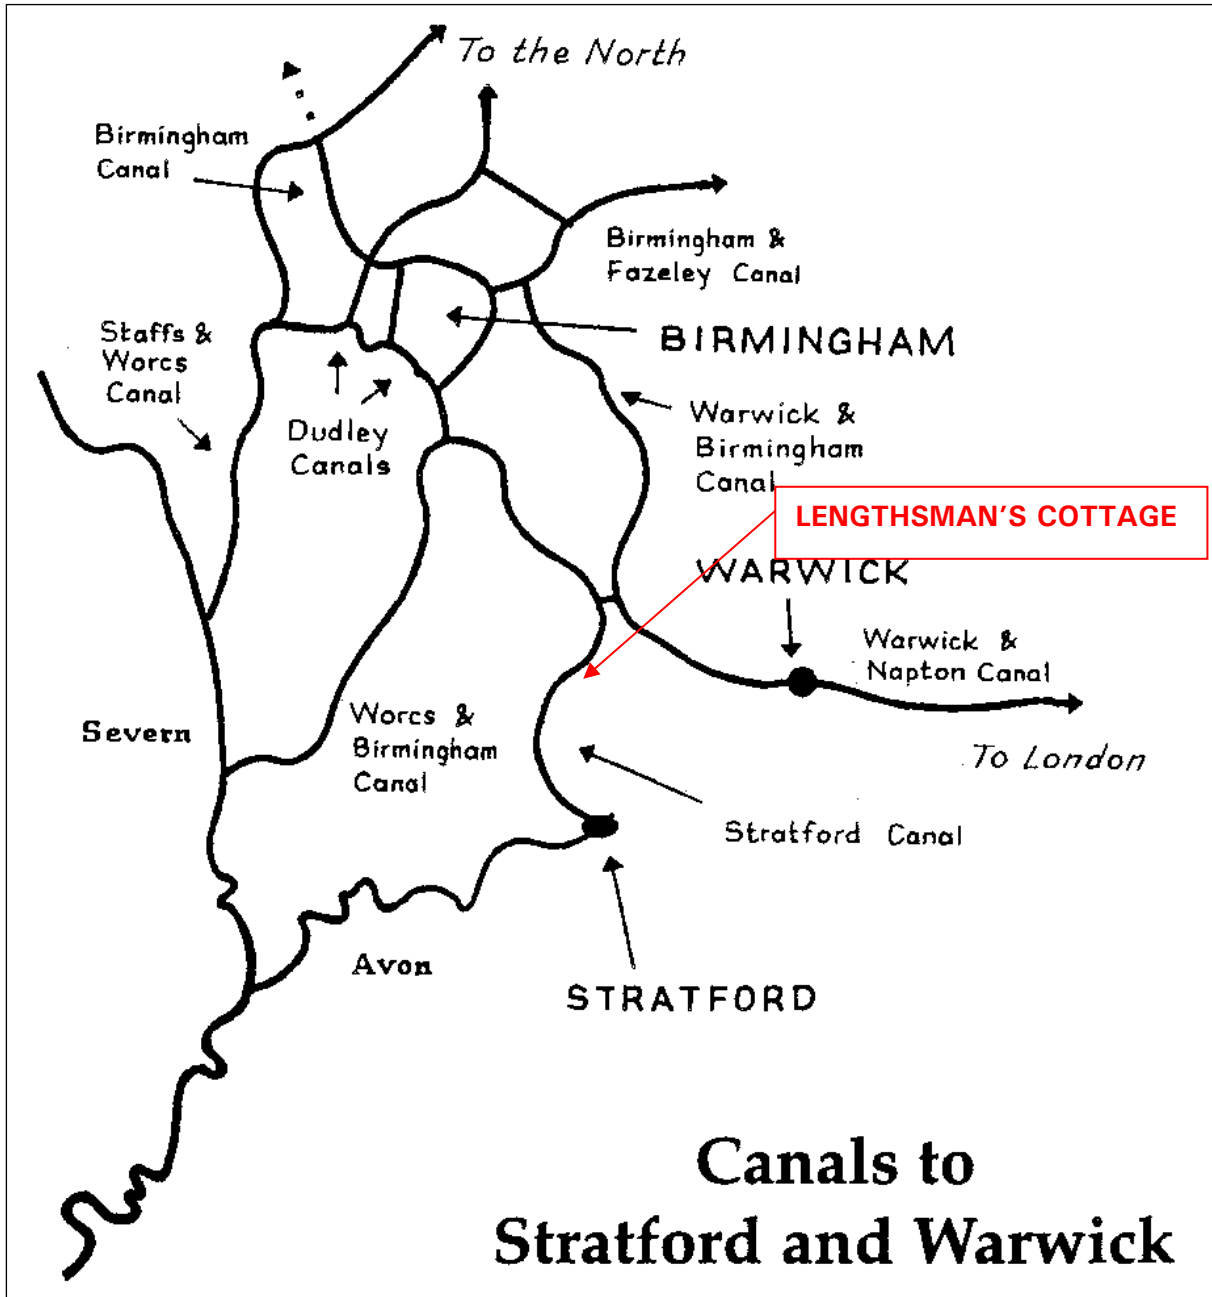 To the North
Birmingham
Canal
Birmingham &
Fazeley Canal
BIRMINGHAM
Staffs &
Worcs
Canal
Dudley
Canals
Warwick &
Birmingham
Canal
LENGTHSMAN'S COTTAGE
WARWICK
Warwick &
Napton Canal
Severn
Worcs &
Birmingham
Canal
To London
Stratford Canal
Avon
STRATFORD
Canals to
Stratford and Warwick